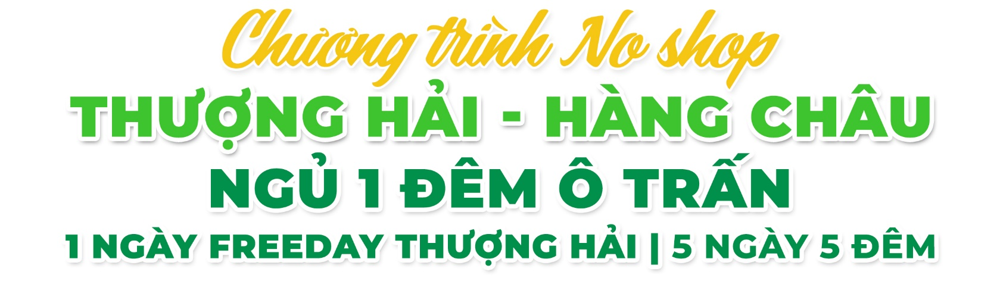 Chương trình No shop
THƯỢNG HẢI - HÀNG CHÂU
NGỦ 1 ĐÊM Ô TRẤN
1 NGÀY FREEDAY THƯỢNG HẢI | 5 NGÀY 5 ĐÊM